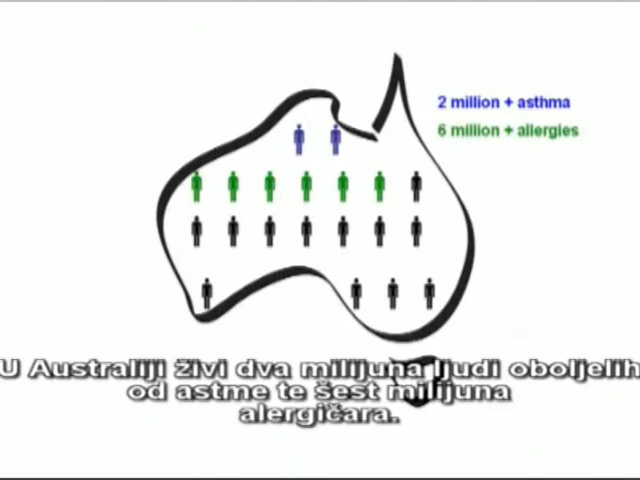 2 million + asthma
6 million + allergies
U Australiji živi dva milijuna ljudi oboljelih
od astme te šest milijuna
alergičara.